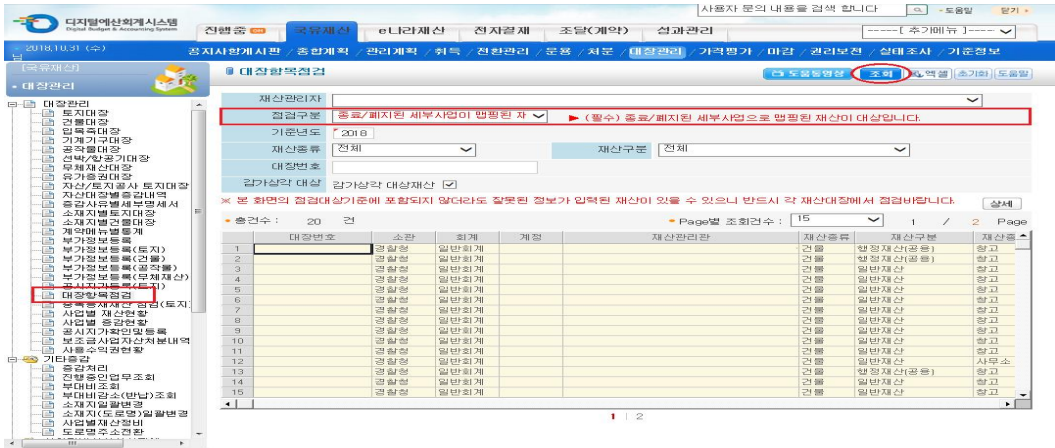 사용자 문의 내용을 검색 합니다 도움말 닫기
디지털예산회계시스템
Digital Budget & Accounting System
진행중 국유재산 e나라재산 전자결재 조달(계약) 성과관리 -----[ 추가메뉴 ]-----
2018.10.31 (수)
님
공지사항게시판 / 종합계획 / 관리계획 / 취득 / 전환관리 / 운용 / 처분 / 대장관리 / 가격평가 / 마감 / 권리보전 / 실태조사 / 기준정보
[국유재산]
대장관리
대장항목점검
도움동영상 조회 엑셀 초기화 도움말
대장관리
토지대장
건물대장
입목죽대장
기계기구대장
공작물대장
선박/항공기대장
무체재산대장
유가증권대장
자산/토지공사 토지대장
자산대장별증감내역
증감사유별세부명세서
소재지별토지대장
소재지별건물대장
계약메뉴별통계
부가정보등록
부가정보등록(토지)
부가정보등록(건물)
부가정보등록(공작물)
부가정보등록(무체재산)
공시지가등록(토지)
대장항목점검
사업별 재산현황
사업별 증감현황
공시지가확인및등록
보조금사업자산처분내역
사용수익권현황
기타증감
증감처리
진행중인업무조회
부대비조회
부대비감소(반납)조회
소재지일괄변경
소재지(도로명)일괄변경
사업별재산정비
도로명주소전환
재산관리자
점검구분 종료/폐지된 세부사업이 맵핑된 재 ▶ (필수) 종료/폐지된 세부사업으로 맵핑된 재산이 대상입니다.
기준년도 2018
재산종류 전체 재산구분 전체
대장번호
감가상각 대상 감가상각 대상재산
※ 본 화면의 점검대상기준에 포함되지 않더라도 잘못된 정보가 입력된 재산이 있을 수 있으니 반드시 각 재산대장에서 점검바랍니다. 상세
총건수 : 20 건 Page별 조회건수 : 15 1 / 2 Page
대장번호 소관 회계 계정 재산관리관 재산종류 재산구분 재산용
1 경찰청 일반회계 건물 행정재산(공용) 창고
2 경찰청 일반회계 건물 행정재산(공용) 창고
3 경찰청 일반회계 건물 일반재산 창고
4 경찰청 일반회계 건물 일반재산 창고
5 경찰청 일반회계 건물 일반재산 창고
6 경찰청 일반회계 건물 일반재산 창고
7 경찰청 일반회계 건물 일반재산 창고
8 경찰청 일반회계 건물 일반재산 창고
9 경찰청 일반회계 건물 일반재산 창고
10 경찰청 일반회계 건물 일반재산 창고
11 경찰청 일반회계 건물 일반재산 창고
12 경찰청 일반회계 건물 일반재산 사무소
13 경찰청 일반회계 건물 행정재산(공용) 창고
14 경찰청 일반회계 건물 일반재산 창고
15 경찰청 일반회계 건물 일반재산 창고
1 | 2